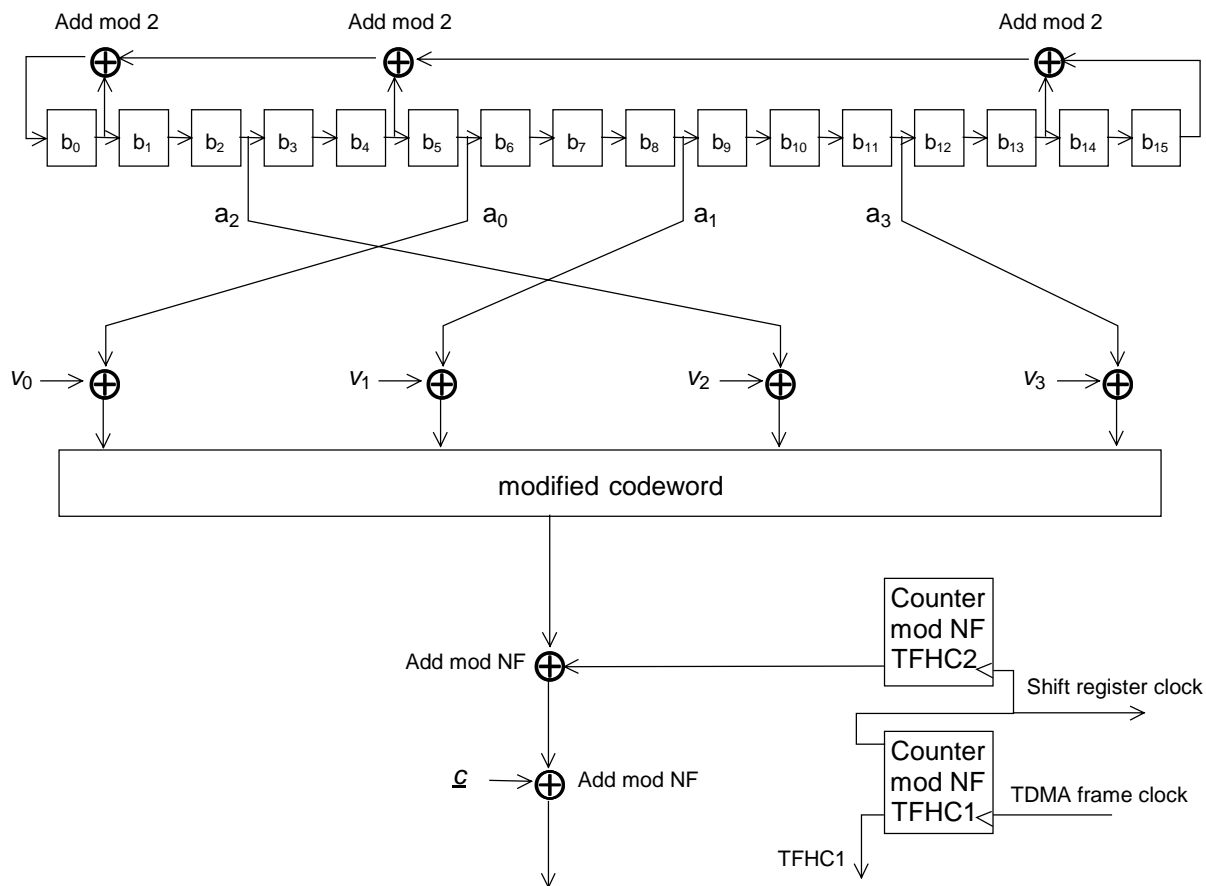 Add mod 2 Add mod 2 Add mod 2
b₀ b₁ b₂ b₃ b₄ b₅ b₆ b₇ b₈ b₉ b₁₀ b₁₁ b₁₂ b₁₃ b₁₄ b₁₅
a₂ a₀ a₁ a₃
v₀ v₁ v₂ v₃
modified codeword
Counter
mod NF
TFHC2
Add mod NF
Shift register clock
Counter
mod NF
TFHC1
c Add mod NF
TDMA frame clock
TFHC1